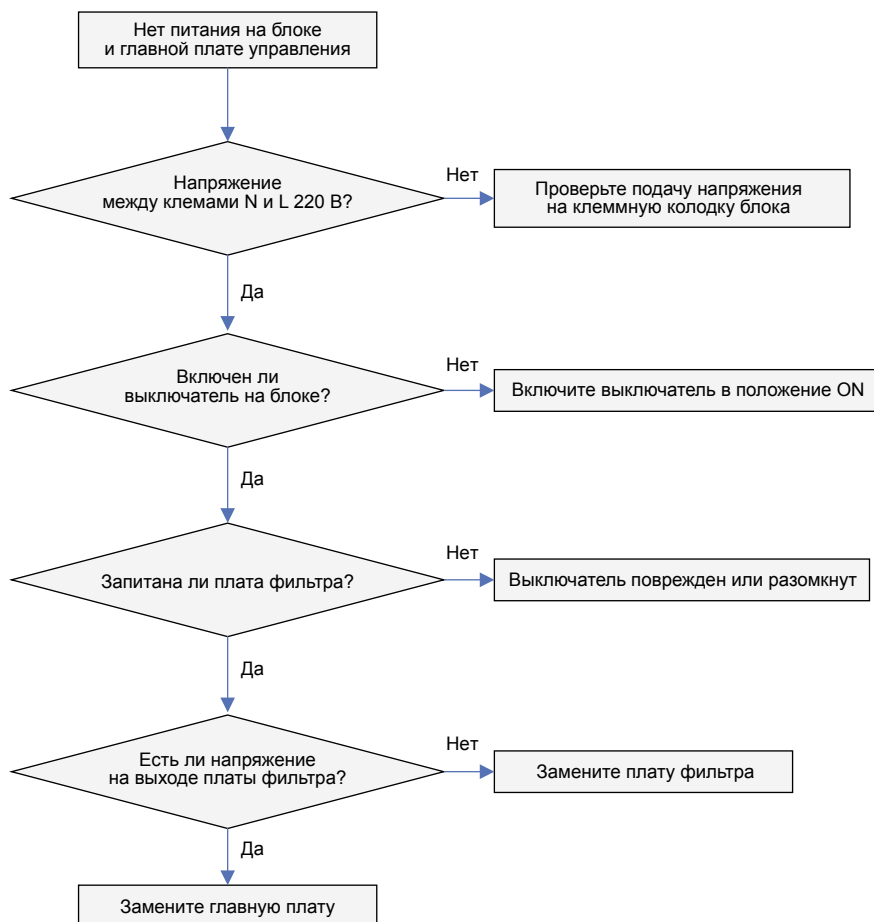 Нет питания на блоке
и главной плате управления
Напряжение
между клемами N и L 220 В?
Нет
Проверьте подачу напряжения
на клеммную колодку блока
Да
Включен ли
выключатель на блоке?
Нет
Включите выключатель в положение ON
Да
Запитана ли плата фильтра?
Нет
Выключатель поврежден или разомкнут
Да
Есть ли напряжение
на выходе платы фильтра?
Нет
Замените плату фильтра
Да
Замените главную плату